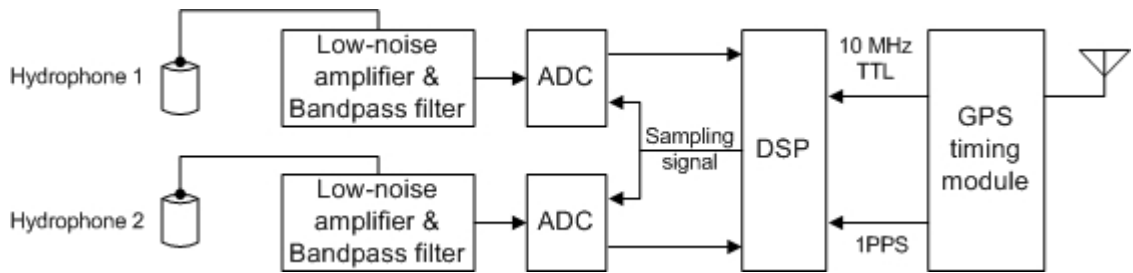 Hydrophone 1
Low-noise
amplifier &
Bandpass filter
ADC
Sampling
signal
DSP
10 MHz
TTL
GPS
timing
module
1PPS
Hydrophone 2
Low-noise
amplifier &
Bandpass filter
ADC